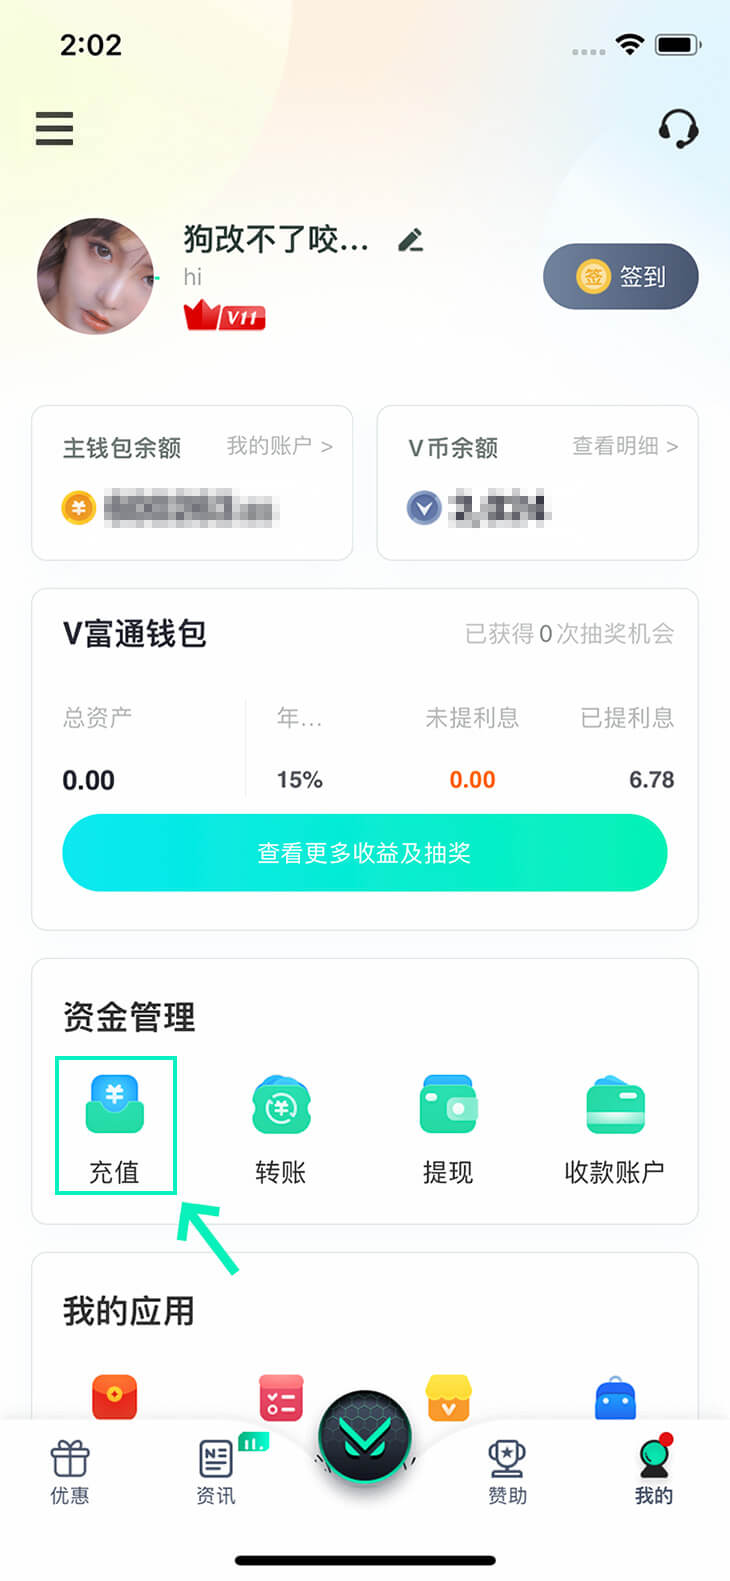 2:02
狗改不了咬...
hi
V11
签 签到
主钱包余额 我的账户 >
V币余额 查看明细 >
V富通钱包 已获得0次抽奖机会
总资产 年... 未提利息 已提利息
0.00 15% 0.00 6.78
查看更多收益及抽奖
资金管理
充值 转账 提现 收款账户
我的应用
优惠 资讯 赞助 我的